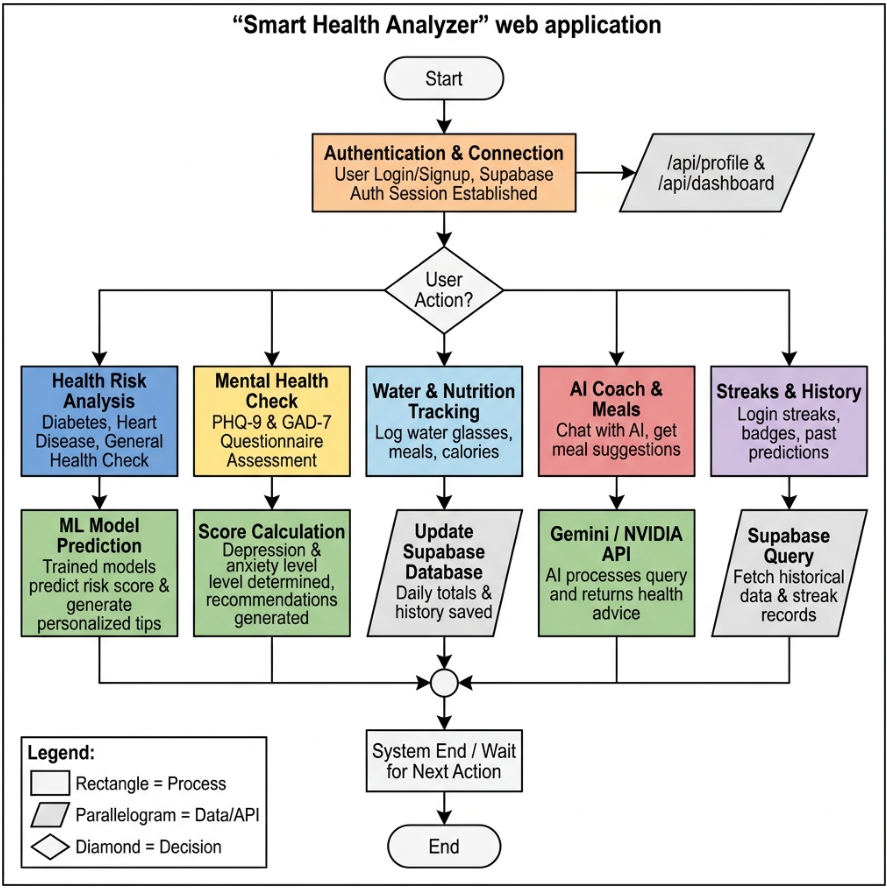 “Smart Health Analyzer” web application
Start
Authentication & Connection
User Login/Signup, Supabase
Auth Session Established
/api/profile &
/api/dashboard
User
Action?
Health Risk
Analysis
Diabetes, Heart
Disease, General
Health Check
Mental Health
Check
PHQ-9 & GAD-7
Questionnaire
Assessment
Water & Nutrition
Tracking
Log water glasses,
meals, calories
AI Coach &
Meals
Chat with AI, get
meal suggestions
Streaks & History
Login streaks,
badges, past
predictions
ML Model
Prediction
Trained models
predict risk score &
generate
personalized tips
Score Calculation
Depression &
anxiety level
level determined,
recommendations
generated
Update
Supabase
Database
Daily totals &
history saved
Gemini / NVIDIA
API
AI processes query
and returns health
advice
Supabase
Query
Fetch historical
data & streak
records
System End / Wait
for Next Action
End
Legend:
Rectangle = Process
Parallelogram = Data/API
Diamond = Decision